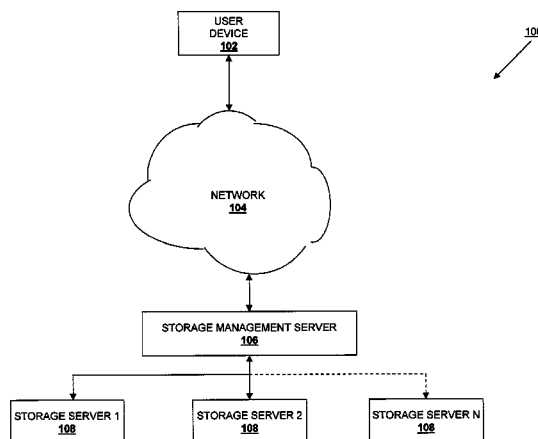 USER
DEVICE
102
100
NETWORK
104
STORAGE MANAGEMENT SERVER
106
STORAGE SERVER 1
108
STORAGE SERVER 2
108
STORAGE SERVER N
108